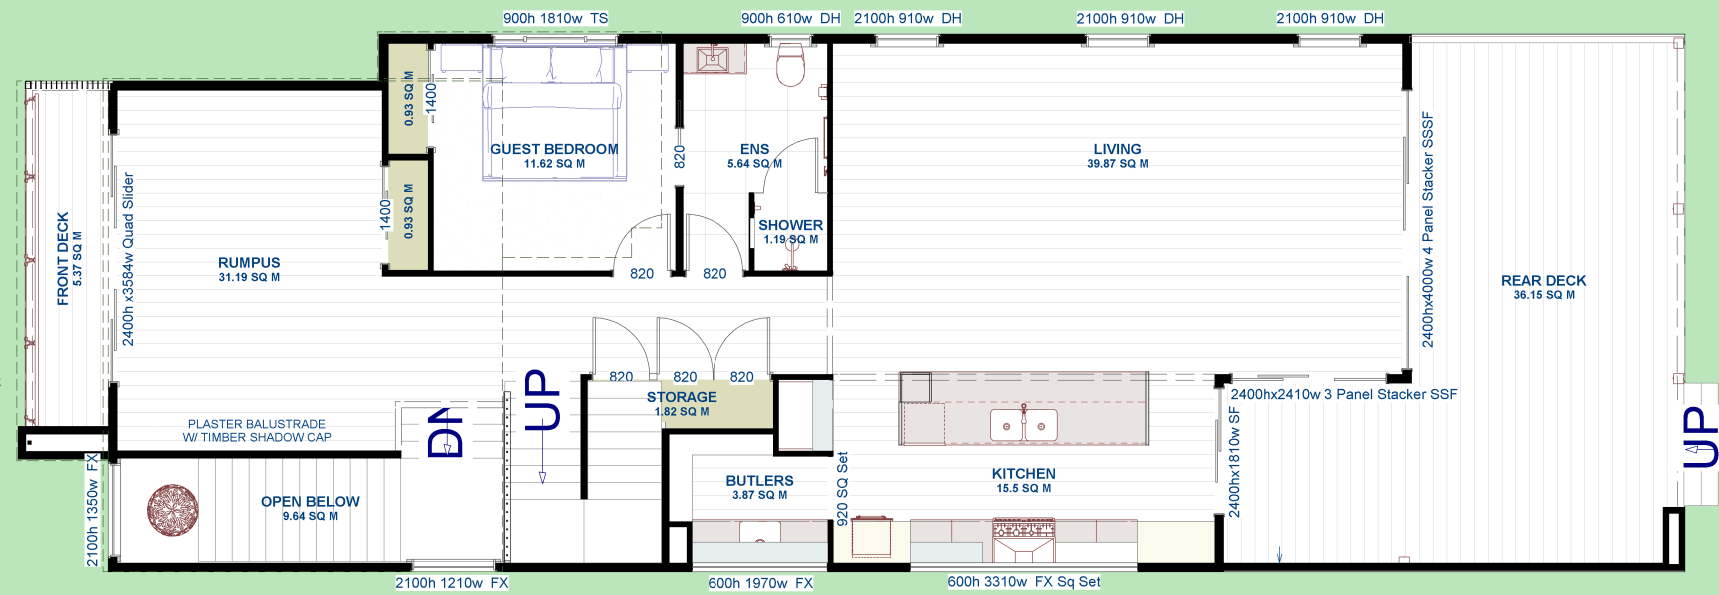 900h 1810w TS
900h 610w DH
2100h 910w DH
2100h 910w DH
2100h 910w DH
0.93 SQ M
1400
GUEST BEDROOM
11.62 SQ M
820
ENS
5.64 SQ M
LIVING
39.87 SQ M
2400hx4000w 4 Panel Stacker SSSF
FRONT DECK
5.37 SQ M
2400h x3584w Quad Slider
RUMPUS
31.19 SQ M
1400
0.93 SQ M
SHOWER
1.19 SQ M
820
820
REAR DECK
36.15 SQ M
820
820
820
STORAGE
1.82 SQ M
2400hx2410w 3 Panel Stacker SSF
PLASTER BALUSTRADE
W/ TIMBER SHADOW CAP
DN
UP
UP
2400hx1810w SF
BUTLERS
3.87 SQ M
920 SQ Set
KITCHEN
15.5 SQ M
OPEN BELOW
9.64 SQ M
2100h 1350w FX
2100h 1210w FX
600h 1970w FX
600h 3310w FX Sq Set